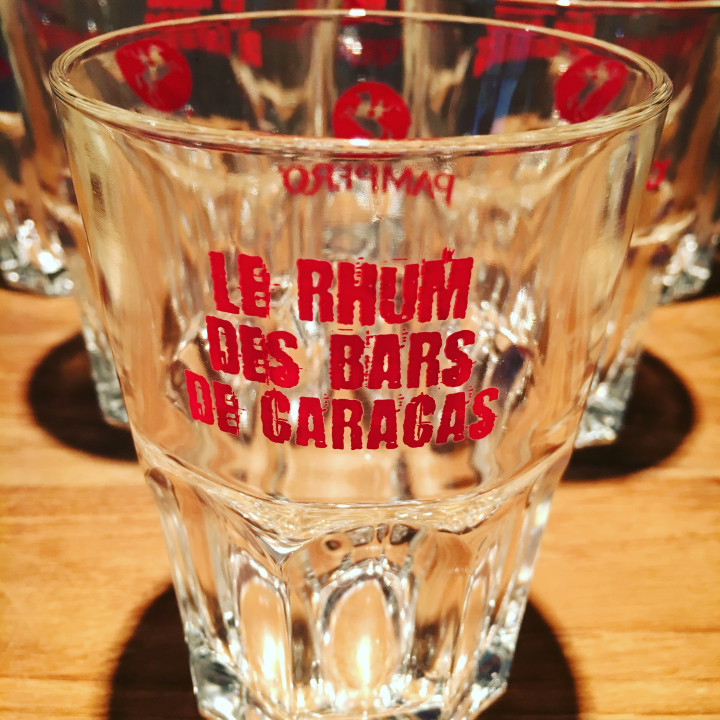 PAMPERO
LE RHUM
DES BARS
DE CARACAS